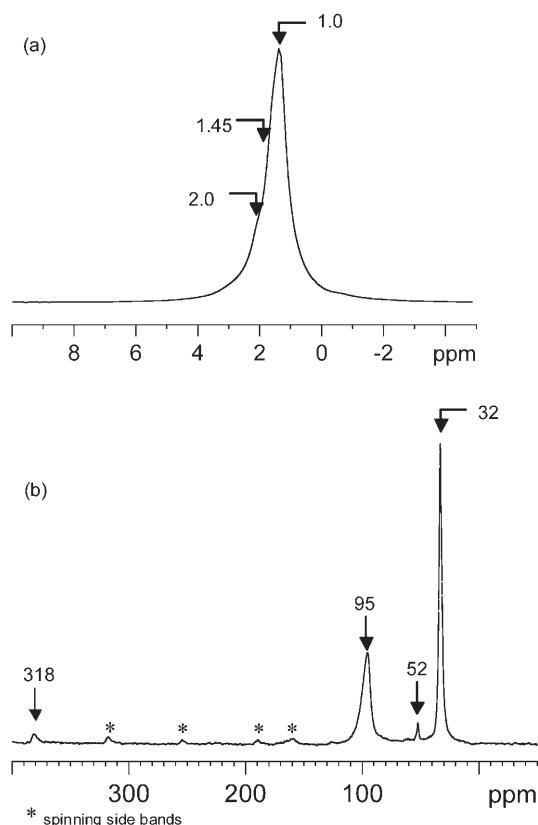 (a)
1.0
1.45
2.0
8 6 4 2 0 -2 ppm
(b)
32
95
52
318
* * * *
300 200 100 ppm
* spinning side bands